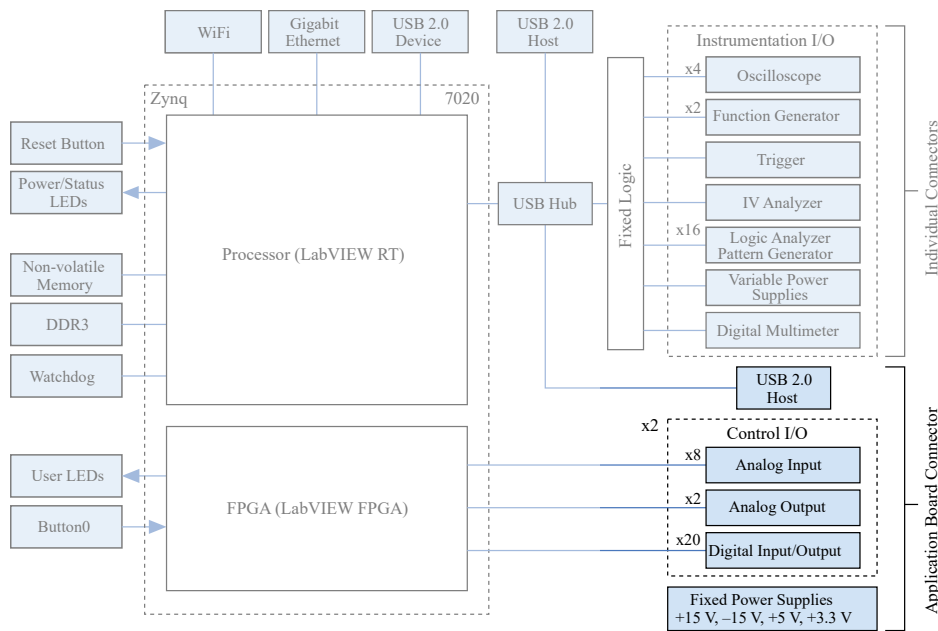 WiFi
Gigabit
Ethernet
USB 2.0
Device
USB 2.0
Host
Zynq
7020
Reset Button
Power/Status
LEDs
Non-volatile
Memory
DDR3
Watchdog
Processor (LabVIEW RT)
USB Hub
Fixed Logic
Instrumentation I/O
x4
Oscilloscope
x2
Function Generator
Trigger
IV Analyzer
x16
Logic Analyzer
Pattern Generator
Variable Power
Supplies
Digital Multimeter
Individual Connectors
User LEDs
Button0
FPGA (LabVIEW FPGA)
USB 2.0
Host
x2
Control I/O
x8
Analog Input
x2
Analog Output
x20
Digital Input/Output
Fixed Power Supplies
+15 V, –15 V, +5 V, +3.3 V
Application Board Connector